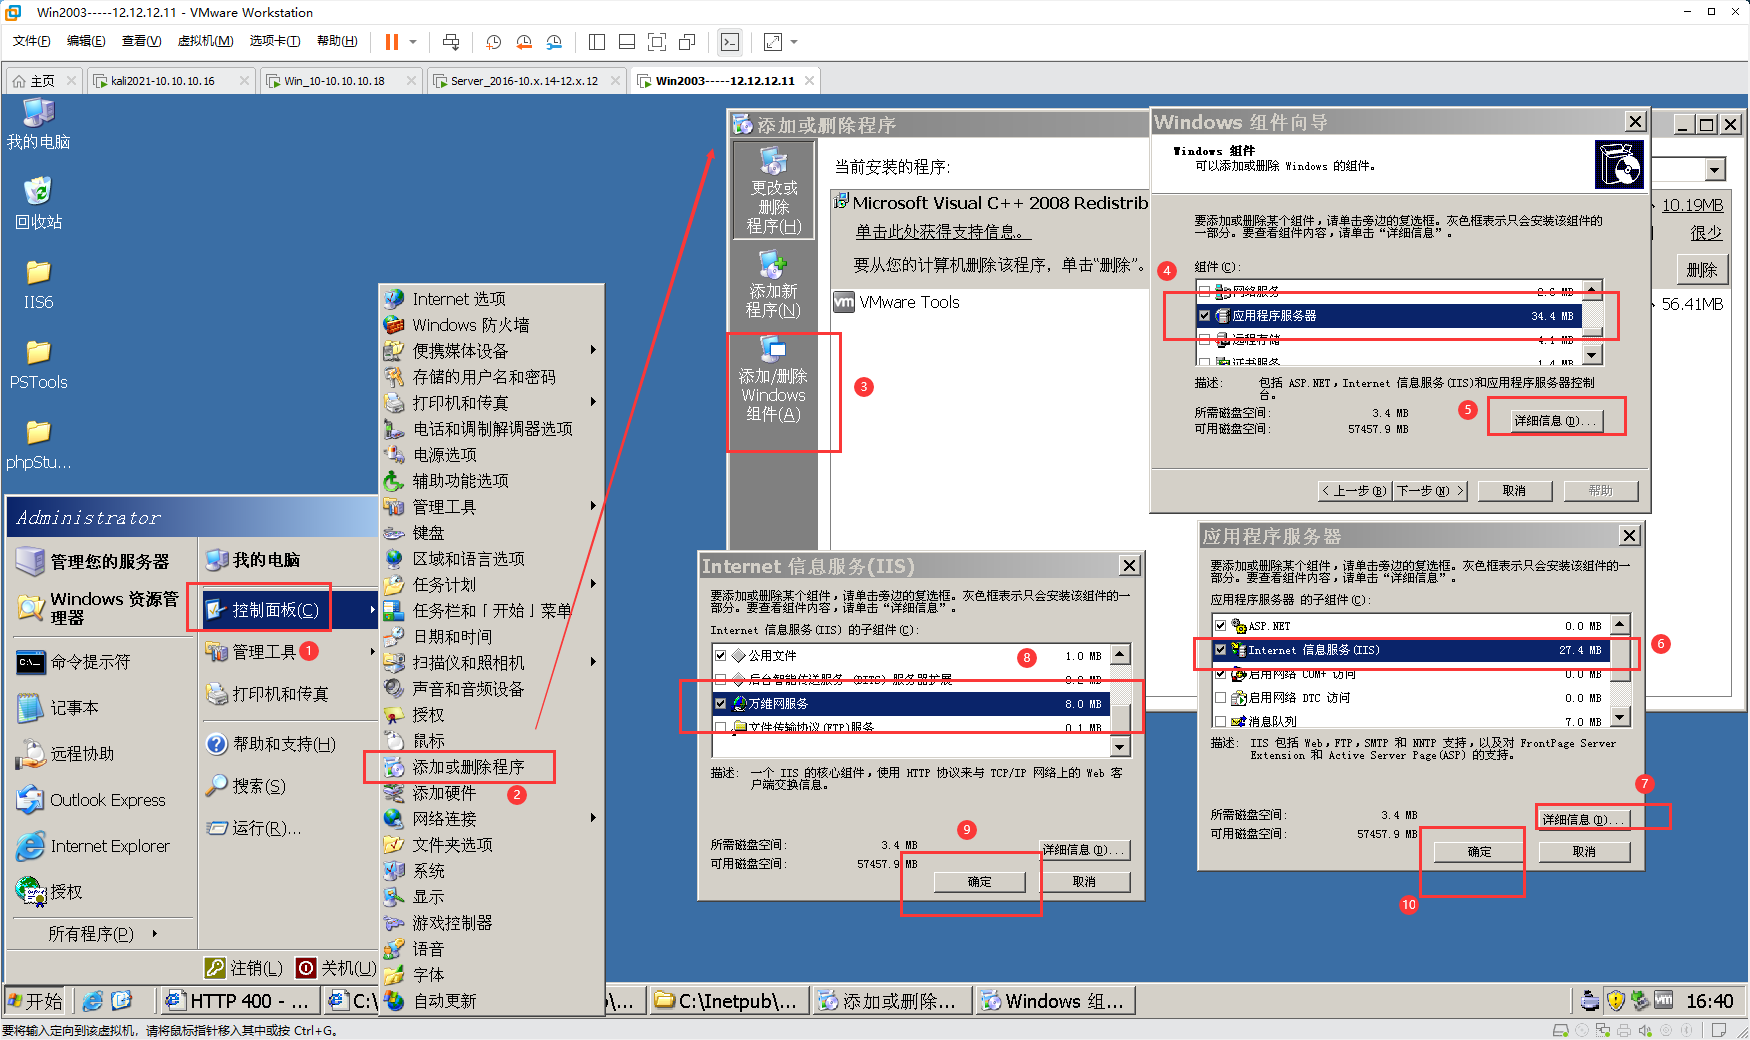 Win2003-----12.12.12.11 - VMware Workstation
文件(F) 编辑(E) 查看(V) 虚拟机(M) 选项卡(T) 帮助(H)
主页 kali2021-10.10.10.16 Win_10-10.10.10.18 Server_2016-10.x.14-12.x.12 Win2003-----12.12.12.11
我的电脑
回收站
IIS6
PSTools
phpStu...
Administrator
管理您的服务器
Windows 资源管理器
命令提示符
记事本
远程协助
Outlook Express
Internet Explorer
授权
所有程序(P)
我的电脑
控制面板(C)
管理工具
1
打印机和传真
帮助和支持(H)
搜索(S)
运行(R)...
注销(L) 关机(U)
Internet 选项
Windows 防火墙
便携媒体设备
存储的用户名和密码
打印机和传真
电话和调制解调器选项
电源选项
辅助功能选项
管理工具
键盘
区域和语言选项
任务计划
任务栏和「开始」菜单
日期和时间
扫描仪和照相机
声音和音频设备
授权
鼠标
添加或删除程序
2
添加硬件
网络连接
文件夹选项
系统
显示
游戏控制器
语音
字体
自动更新
添加或删除程序
更改或
删除
程序(H)
添加新
程序(N)
添加/删除
Windows
组件(A)
3
当前安装的程序:
Microsoft Visual C++ 2008 Redistrib
10.19MB
单击此处获得支持信息。
很少
要从您的计算机删除该程序，单击“删除”。
删除
VMware Tools
56.41MB
Windows 组件向导
Windows 组件
可以添加或删除 Windows 的组件。
要添加或删除某个组件，请单击旁边的复选框。灰色框表示只会安装该组件的
一部分。要查看组件内容，请单击“详细信息”。
组件(C):
4
网络服务 2.6 MB
应用程序服务器 34.4 MB
远程存储 4.1 MB
证书服务 1.4 MB
描述: 包括 ASP.NET，Internet 信息服务(IIS)和应用程序服务器控制
台。
所需磁盘空间: 3.4 MB
可用磁盘空间: 57457.9 MB
5
详细信息(D)...
< 上一步(B) 下一步(N) > 取消 帮助
Internet 信息服务(IIS)
要添加或删除某个组件，请单击旁边的复选框。灰色框表示只会安装该组件的一
部分。要查看组件内容，请单击“详细信息”。
Internet 信息服务(IIS) 的子组件(C):
公用文件 1.0 MB
8
后台智能传送服务 (BITS) 服务器扩展 0.2 MB
万维网服务 8.0 MB
文件传输协议(FTP)服务 0.1 MB
描述: 一个 IIS 的核心组件，使用 HTTP 协议来与 TCP/IP 网络上的 Web 客
户端交换信息。
9
所需磁盘空间: 3.4 MB
可用磁盘空间: 57457.9 MB
详细信息(D)...
确定 取消
应用程序服务器
要添加或删除某个组件，请单击旁边的复选框。灰色框表示只会安装该组件的一
部分。要查看组件内容，请单击“详细信息”。
应用程序服务器 的子组件(C):
ASP.NET 0.0 MB
Internet 信息服务(IIS) 27.4 MB
6
启用网络 COM+ 访问 0.0 MB
启用网络 DTC 访问 0.0 MB
消息队列 7.0 MB
描述: IIS 包括 Web，FTP，SMTP 和 NNTP 支持，以及对 FrontPage Server
Extension 和 Active Server Page(ASP) 的支持。
7
所需磁盘空间: 3.4 MB
可用磁盘空间: 57457.9 MB
详细信息(D)...
确定 取消
10
开始 HTTP 400 - ... C:\ C:\Inetpub\... 添加或删除... Windows 组... 16:40
要将输入定向到该虚拟机，请将鼠标指针移入其中或按 Ctrl+G。